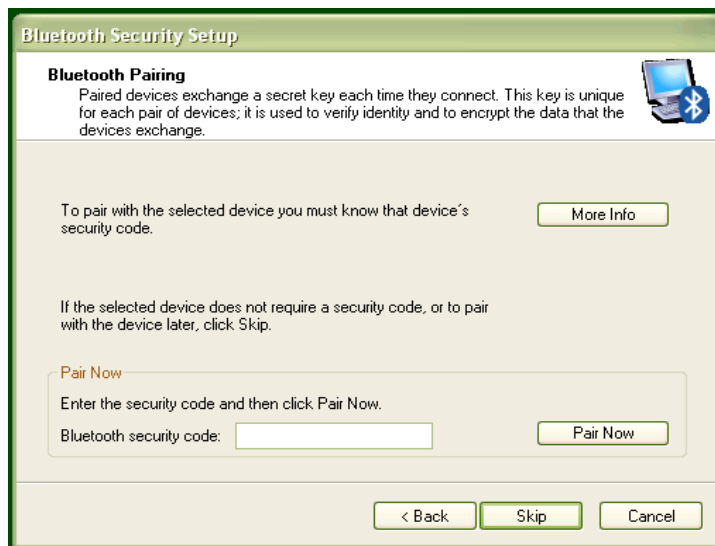 Bluetooth Security Setup
Bluetooth Pairing
Paired devices exchange a secret key each time they connect. This key is unique
for each pair of devices; it is used to verify identity and to encrypt the data that the
devices exchange.
To pair with the selected device you must know that device´s
security code.
More Info
If the selected device does not require a security code, or to pair
with the device later, click Skip.
Pair Now
Enter the security code and then click Pair Now.
Bluetooth security code:
Pair Now
< Back
Skip
Cancel